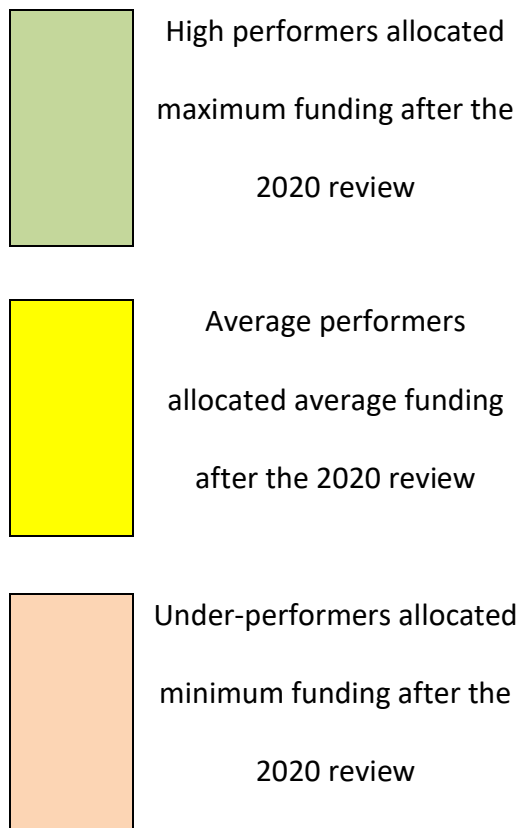 High performers allocated
maximum funding after the
2020 review
Average performers
allocated average funding
after the 2020 review
Under-performers allocated
minimum funding after the
2020 review